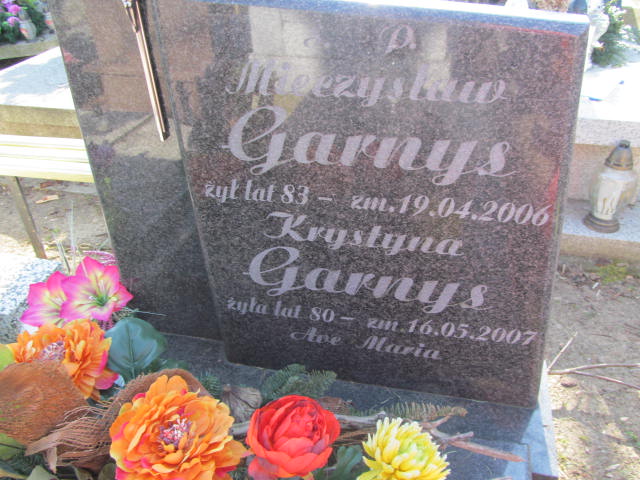 Ś. P.
Mieczysław
Garnys
żył lat 83 - zm. 19.04.2006
Krystyna
Garnys
żyła lat 80 - zm. 16.05.2007
Ave Maria